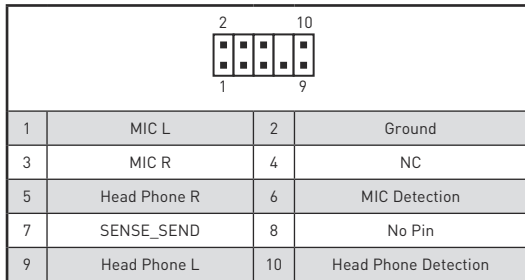 2 10
1 9
1 MIC L 2 Ground
3 MIC R 4 NC
5 Head Phone R 6 MIC Detection
7 SENSE_SEND 8 No Pin
9 Head Phone L 10 Head Phone Detection